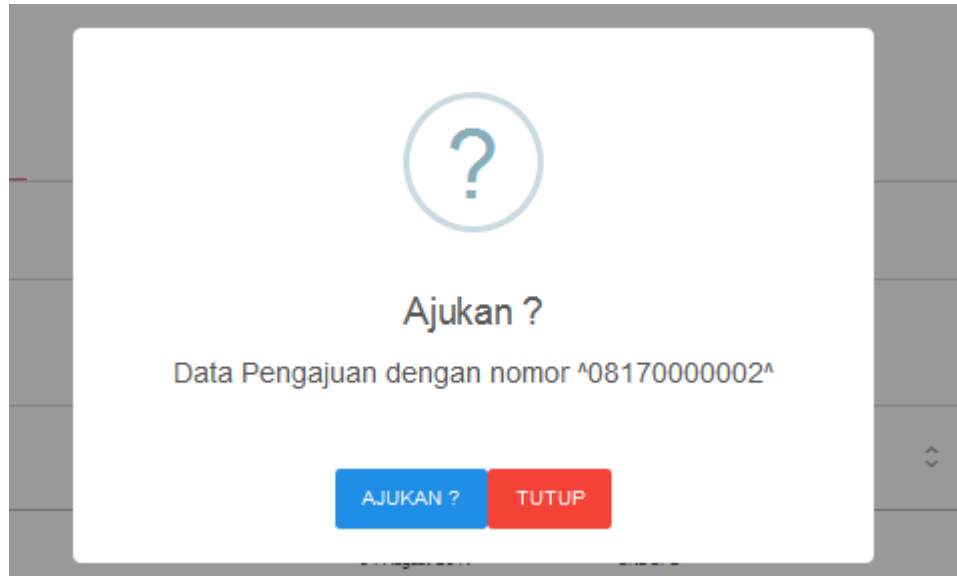 ?
Ajukan ?
Data Pengajuan dengan nomor ^08170000002^
AJUKAN ? TUTUP